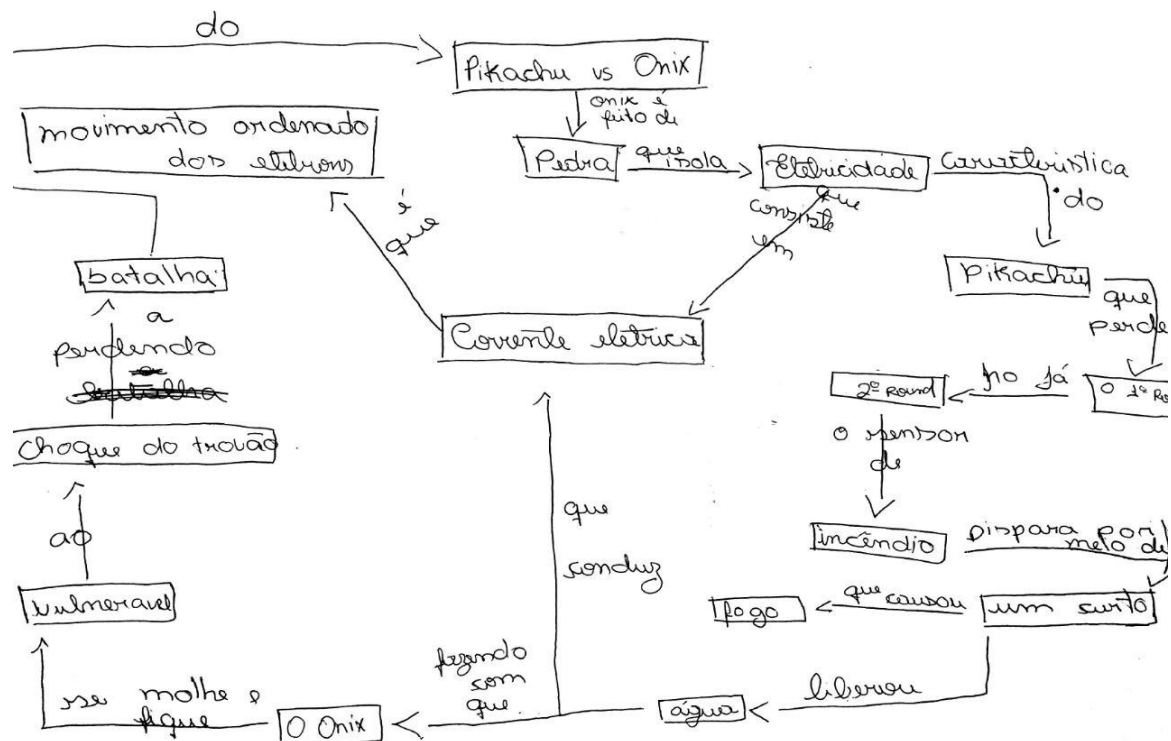 do
Pikachu vs Onix
onix é
feito de
Pedra
que
isola
Eletricidade
característica
do
Pikachu
que
perde
o 1º Ro
no já
2º Round
o sensor
de
incêndio
Dispara por
meio de
um curto
que
causou
fogo
liberou
água
que
conduz
Corrente elétrica
que
consiste
em
é
que
movimento ordenado
dos elétrons
fazendo
com
que
O Onix
se molhe e
fique
vulneravel
ao
choque do trovão
perdendo
a
batalha